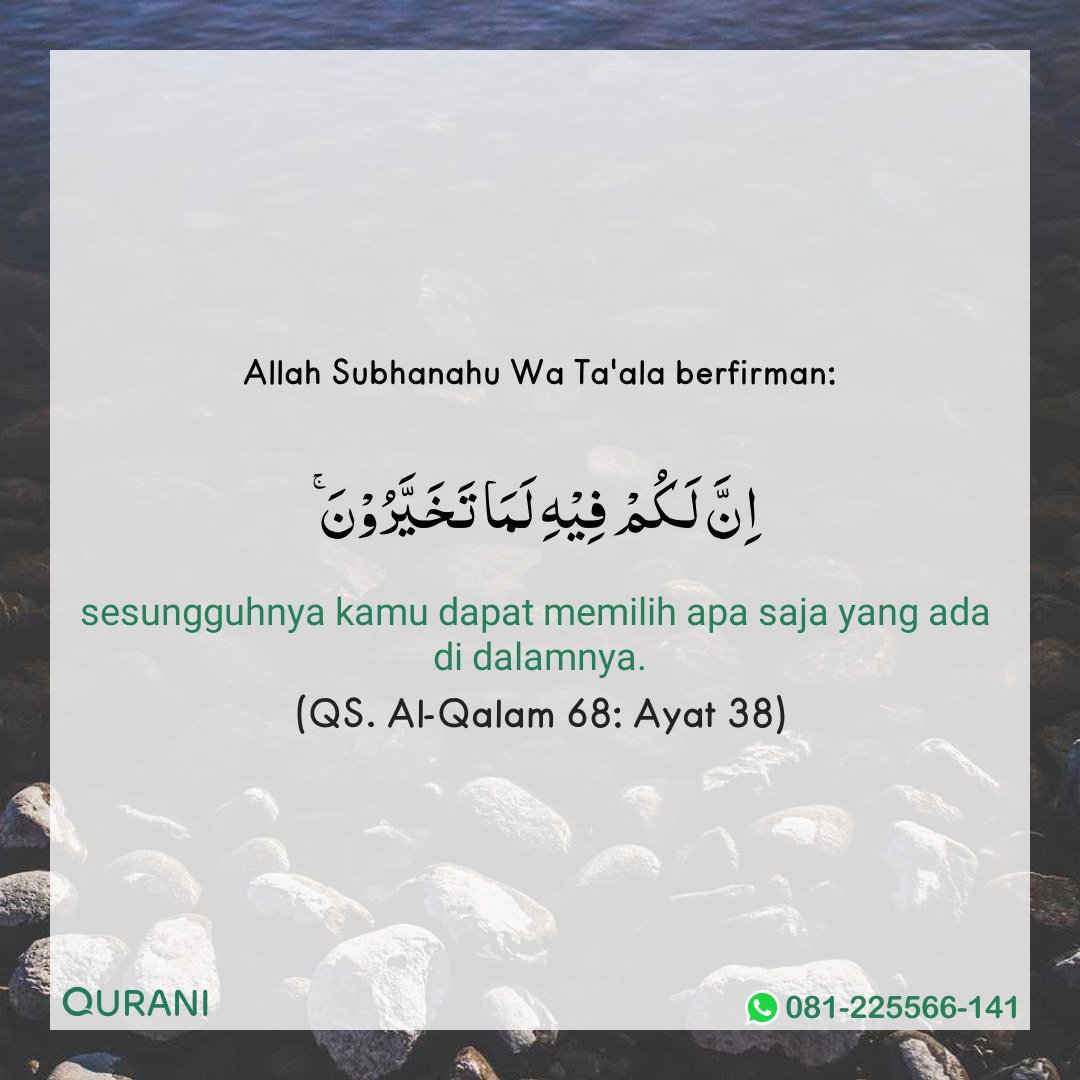 Allah Subhanahu Wa Ta'ala berfirman:
اِنَّ لَكُمْ فِيْهِ لَمَا تَخَيَّرُوْنَۚ
sesungguhnya kamu dapat memilih apa saja yang ada
di dalamnya.
(QS. Al-Qalam 68: Ayat 38)
QURANI
081-225566-141